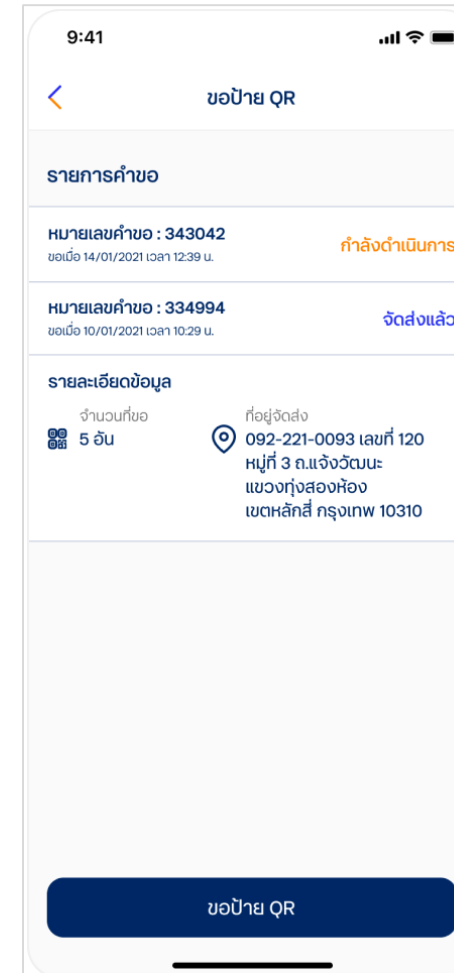 9:41
ขอป้าย QR
รายการคำขอ
หมายเลขคำขอ : 343042
ขอเมื่อ 14/01/2021 เวลา 12:39 น.
กำลังดำเนินการ
หมายเลขคำขอ : 334994
ขอเมื่อ 10/01/2021 เวลา 10:29 น.
จัดส่งแล้ว
รายละเอียดข้อมูล
จำนวนที่ขอ
5 อัน
ที่อยู่จัดส่ง
092-221-0093 เลขที่ 120
หมู่ที่ 3 ถ.แจ้งวัฒนะ
แขวงทุ่งสองห้อง
เขตหลักสี่ กรุงเทพ 10310
ขอป้าย QR